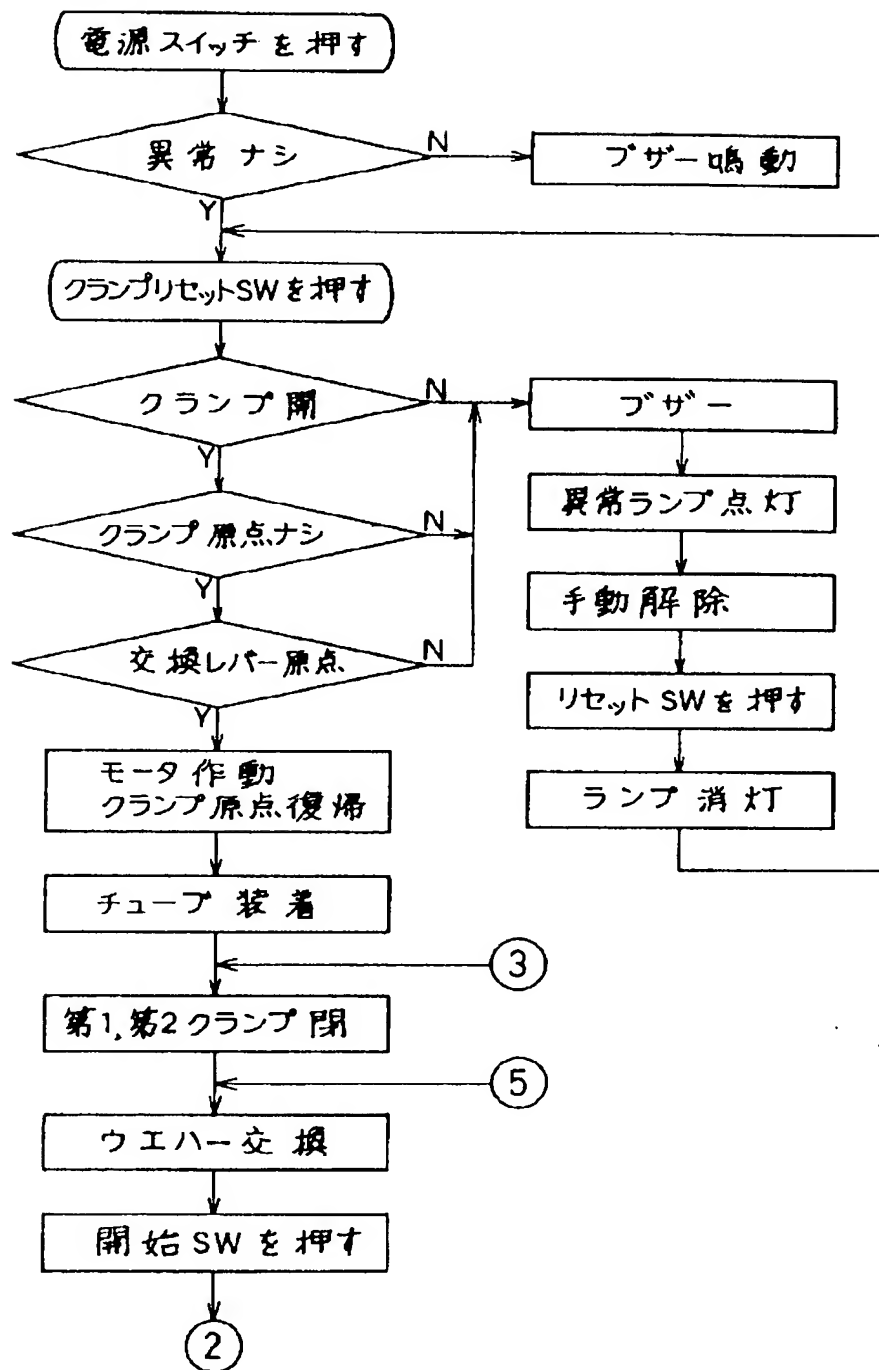 電源スイッチを押す
異常ナシ
N
ブザー鳴動
Y
クランプリセットSWを押す
クランプ開
N
ブザー
Y
異常ランプ点灯
クランプ原点ナシ
N
Y
手動解除
交換レバー原点
N
リセットSWを押す
Y
モータ作動
クランプ原点復帰
ランプ消灯
チューブ装着
3
第1,第2クランプ閉
5
ウエハー交換
開始SWを押す
2